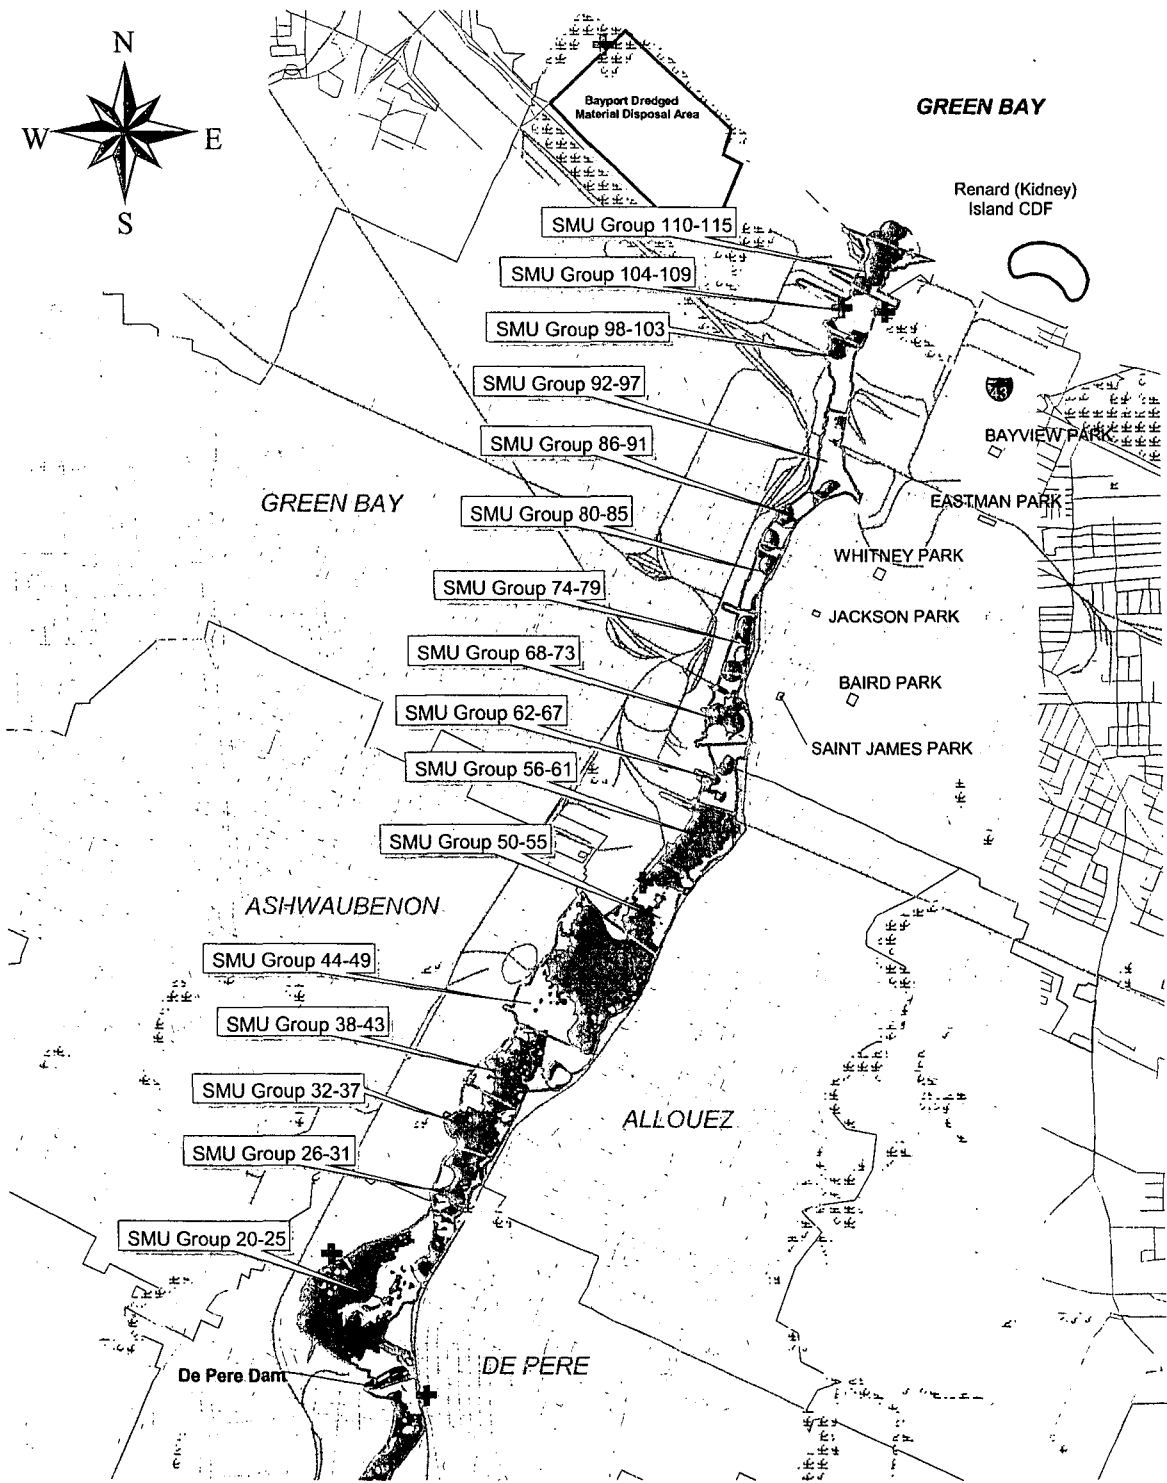 N
W
E
S
Bayport Dredged
Material Disposal Area
GREEN BAY
Renard (Kidney)
Island CDF
SMU Group 110-115
SMU Group 104-109
SMU Group 98-103
SMU Group 92-97
43
SMU Group 86-91
BAYVIEW PARK
GREEN BAY
EASTMAN PARK
SMU Group 80-85
WHITNEY PARK
SMU Group 74-79
JACKSON PARK
SMU Group 68-73
BAIRD PARK
SMU Group 62-67
SAINT JAMES PARK
SMU Group 56-61
SMU Group 50-55
ASHWAUBENON
SMU Group 44-49
SMU Group 38-43
SMU Group 32-37
ALLOUEZ
SMU Group 26-31
SMU Group 20-25
De Pere Dam
DE PERE